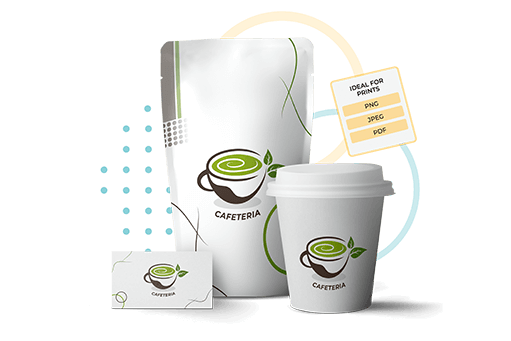 IDEAL FOR
PRINTS
PNG
JPEG
PDF
CAFETERIA
CAFETERIA
CAFETERIA